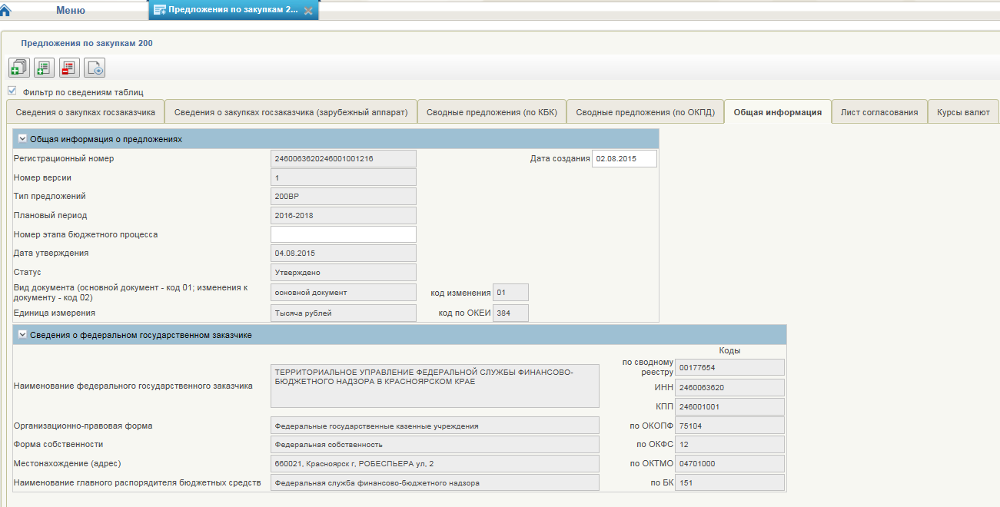 Меню
Предложения по закупкам 2...
Предложения по закупкам 200
Фильтр по сведениям таблиц
Сведения о закупках госзаказчика
Сведения о закупках госзаказчика (зарубежный аппарат)
Сводные предложения (по КБК)
Сводные предложения (по ОКПД)
Общая информация
Лист согласования
Курсы валют
Общая информация о предложениях
Регистрационный номер 2460063620246001001216 Дата создания 02.08.2015
Номер версии 1
Тип предложений 200ВР
Плановый период 2016-2018
Номер этапа бюджетного процесса
Дата утверждения 04.08.2015
Статус Утверждено
Вид документа (основной документ - код 01; изменения к
документу - код 02)
основной документ код изменения 01
Единица измерения Тысяча рублей код по ОКЕИ 384
Сведения о федеральном государственном заказчике
Коды
Наименование федерального государственного заказчика
ТЕРРИТОРИАЛЬНОЕ УПРАВЛЕНИЕ ФЕДЕРАЛЬНОЙ СЛУЖБЫ ФИНАНСОВО-
БЮДЖЕТНОГО НАДЗОРА В КРАСНОЯРСКОМ КРАЕ
по сводному
реестру
00177654
ИНН 2460063620
КПП 246001001
Организационно-правовая форма Федеральные государственные казенные учреждения по ОКОПФ 75104
Форма собственности Федеральная собственность по ОКФС 12
Местонахождение (адрес) 660021, Красноярск г, РОБЕСПЬЕРА ул, 2 по ОКТМО 04701000
Наименование главного распорядителя бюджетных средств Федеральная служба финансово-бюджетного надзора по БК 151